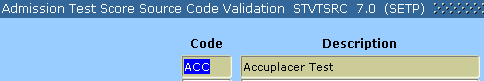 Admission Test Score Source Code Validation STVTSRC 7.0 (SETP)
Code Description
ACC Accuplacer Test